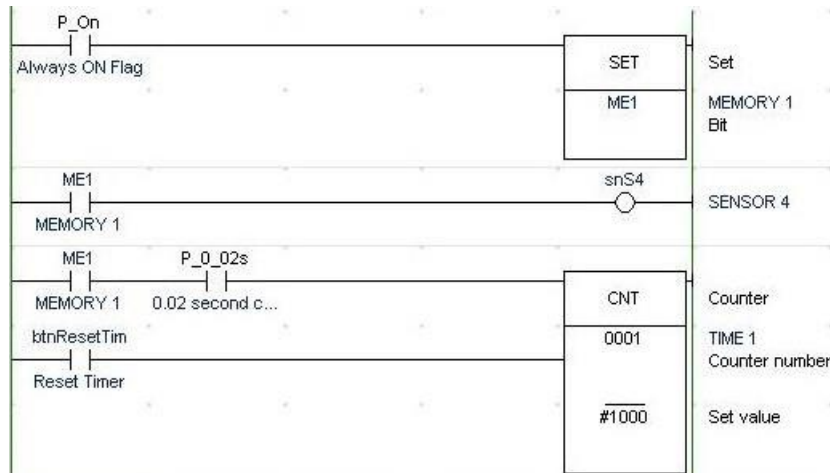 P_On
Always ON Flag
SET
Set
ME1
MEMORY 1
Bit
ME1
MEMORY 1
snS4
SENSOR 4
ME1
MEMORY 1
P_0_02s
0.02 second c...
CNT
Counter
btnResetTim
Reset Timer
0001
TIME 1
Counter number
#1000
Set value